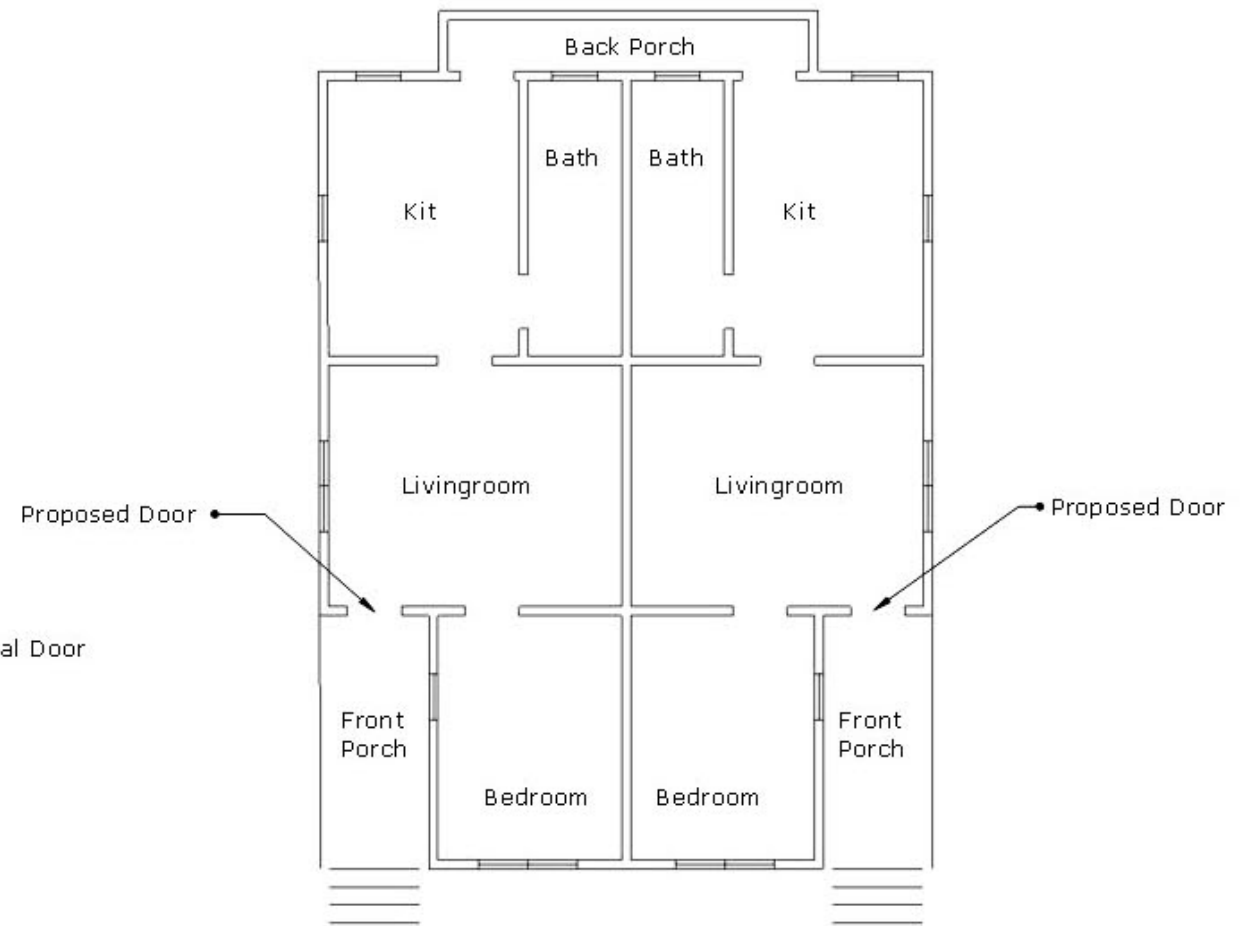 Back Porch
Bath
Bath
Kit
Kit
Livingroom
Livingroom
Proposed Door
Proposed Door
al Door
Front
Porch
Front
Porch
Bedroom
Bedroom